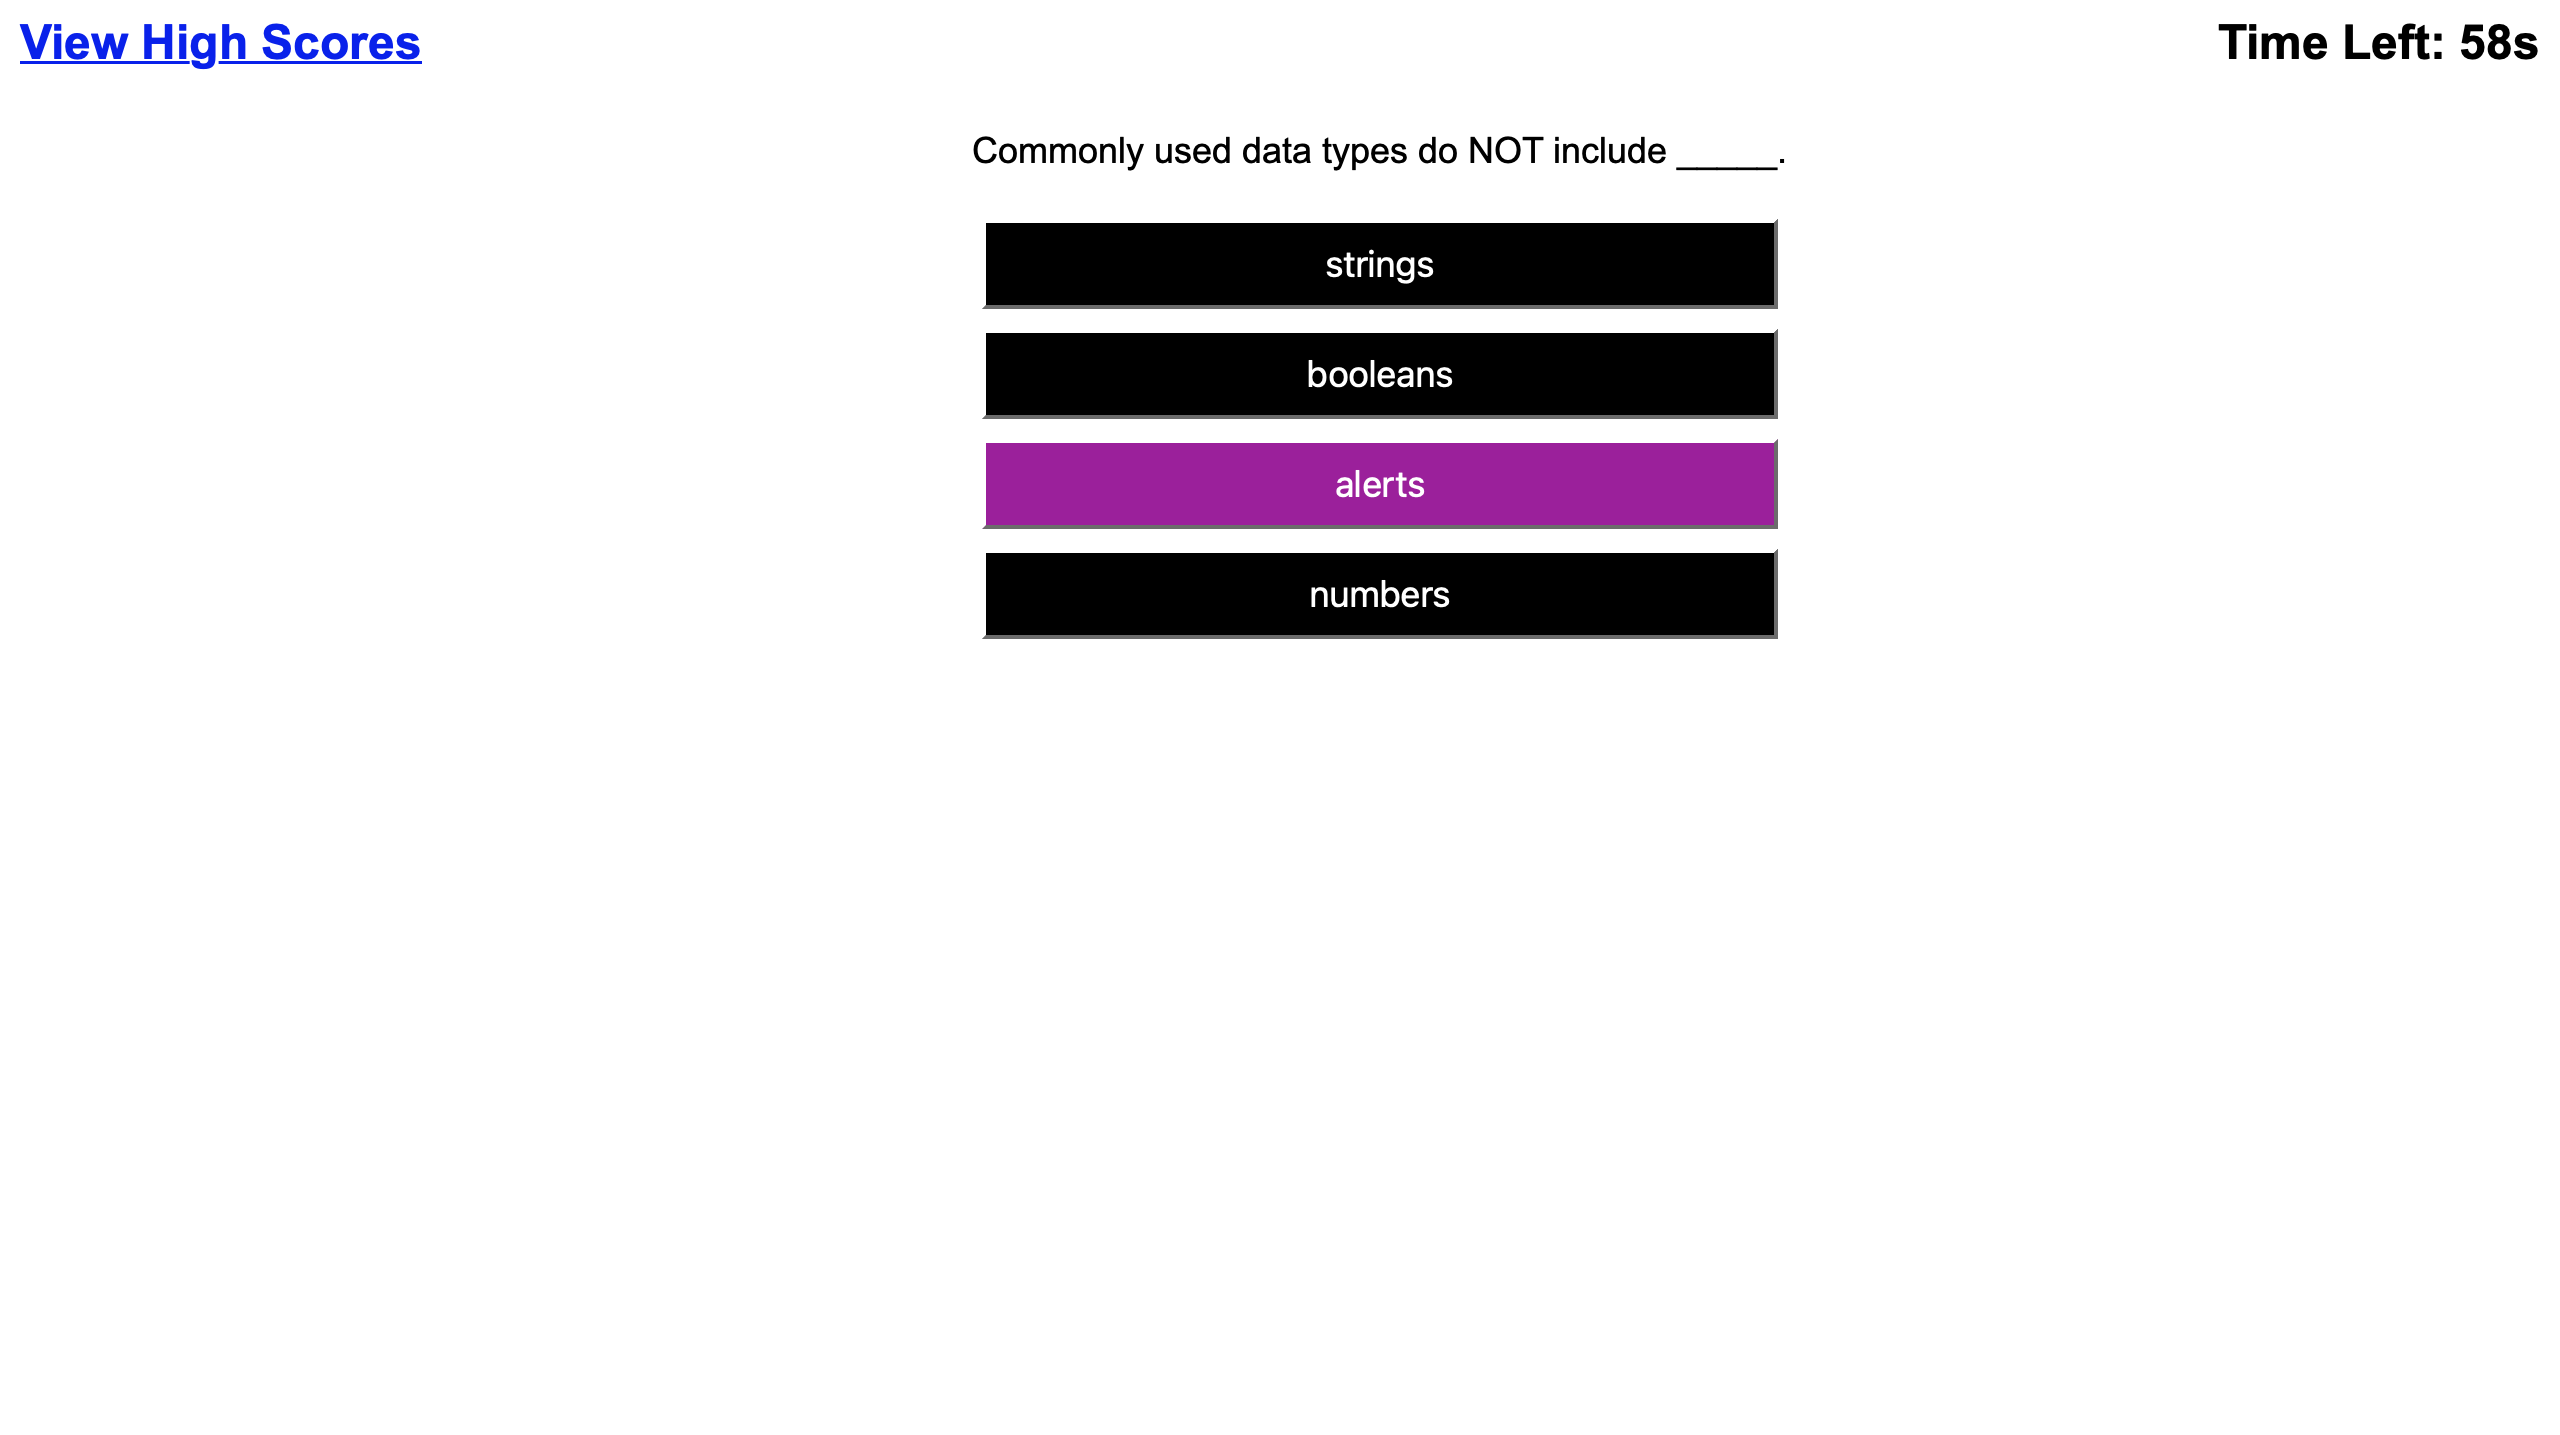 View High Scores
Time Left: 58s
Commonly used data types do NOT include _____.
strings
booleans
alerts
numbers